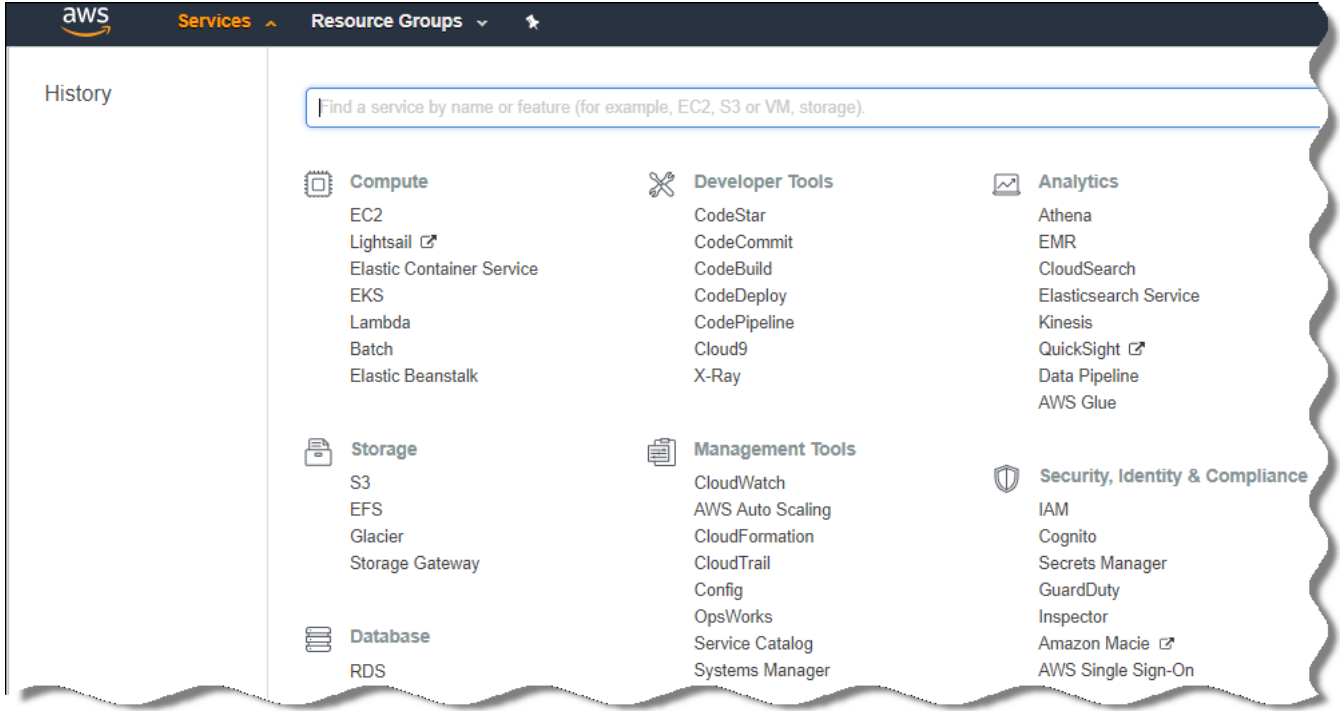 aws
Services
Resource Groups
History
Find a service by name or feature (for example, EC2, S3 or VM, storage).
Compute
EC2
Lightsail
Elastic Container Service
EKS
Lambda
Batch
Elastic Beanstalk
Storage
S3
EFS
Glacier
Storage Gateway
Database
RDS
Developer Tools
CodeStar
CodeCommit
CodeBuild
CodeDeploy
CodePipeline
Cloud9
X-Ray
Management Tools
CloudWatch
AWS Auto Scaling
CloudFormation
CloudTrail
Config
OpsWorks
Service Catalog
Systems Manager
Analytics
Athena
EMR
CloudSearch
Elasticsearch Service
Kinesis
QuickSight
Data Pipeline
AWS Glue
Security, Identity & Compliance
IAM
Cognito
Secrets Manager
GuardDuty
Inspector
Amazon Macie
AWS Single Sign-On